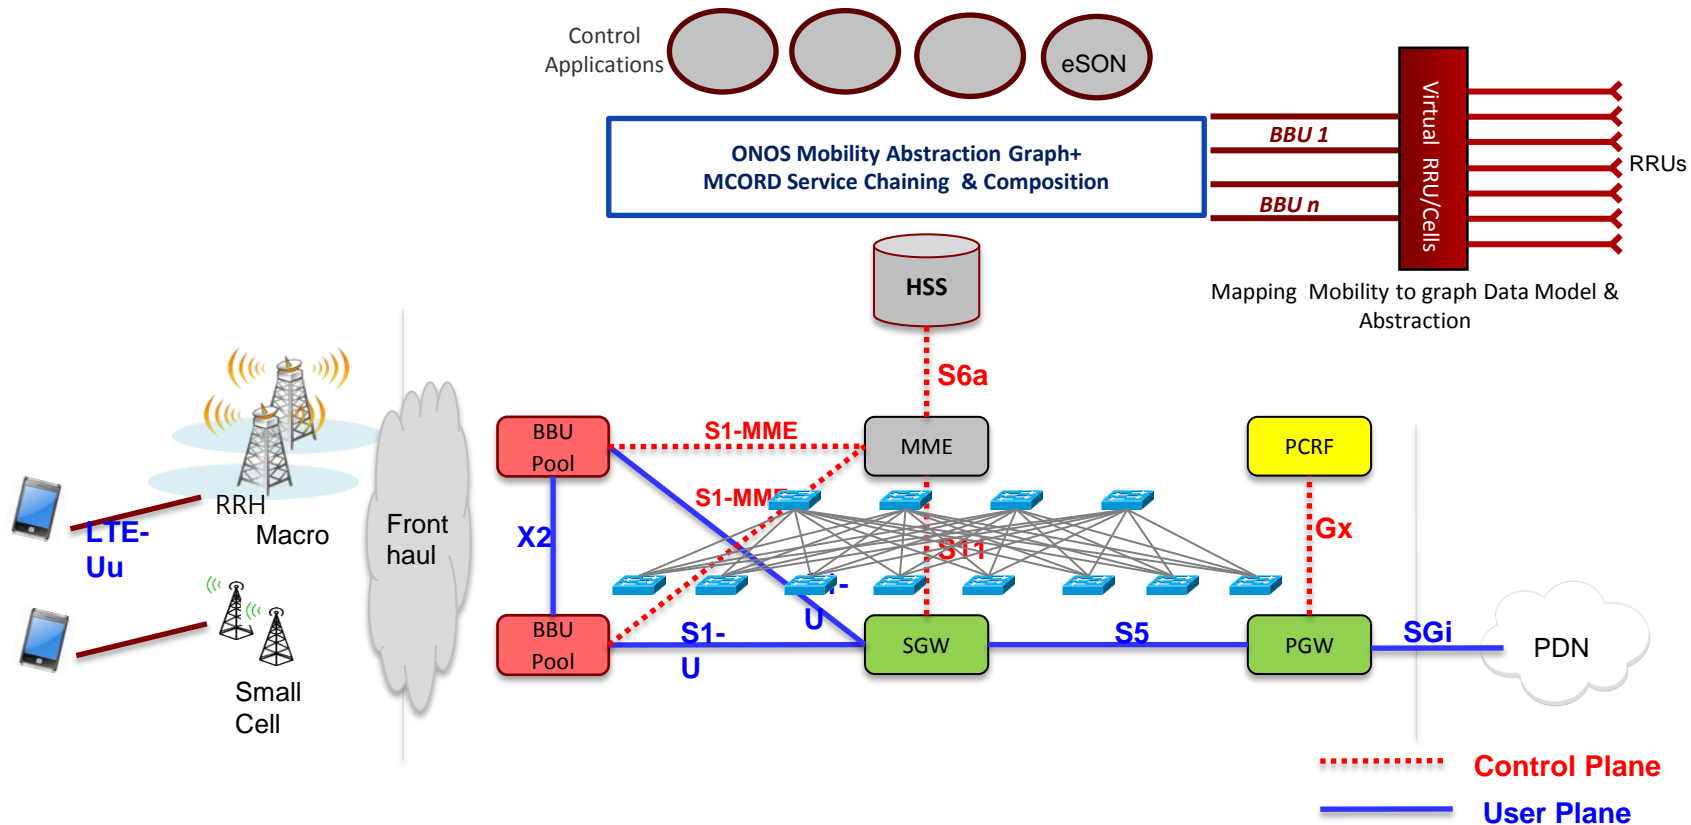 Control
Applications
eSON
ONOS Mobility Abstraction Graph+
MCORD Service Chaining & Composition
BBU 1
BBU n
Virtual RRU/Cells
RRUs
Mapping Mobility to graph Data Model &
Abstraction
HSS
S6a
BBU
Pool
S1-MME
MME
PCRF
S1-MME
RRH
Macro
LTE-
Uu
Front
haul
X2
S11
Gx
U
BBU
Pool
S1-
U
SGW
S5
PGW
SGi
PDN
Small
Cell
Control Plane
User Plane